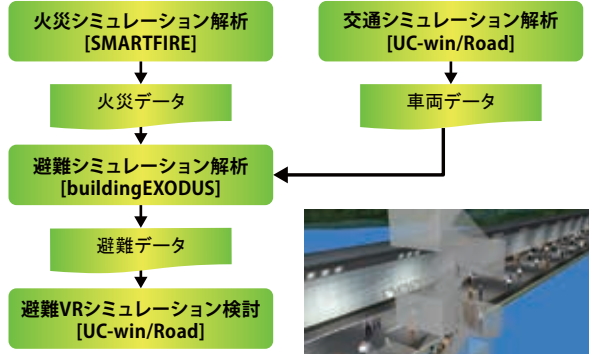 火災シミュレーション解析
[SMARTFIRE]
火災データ
避難シミュレーション解析
[buildingEXODUS]
避難データ
避難VRシミュレーション検討
[UC-win/Road]
交通シミュレーション解析
[UC-win/Road]
車両データ